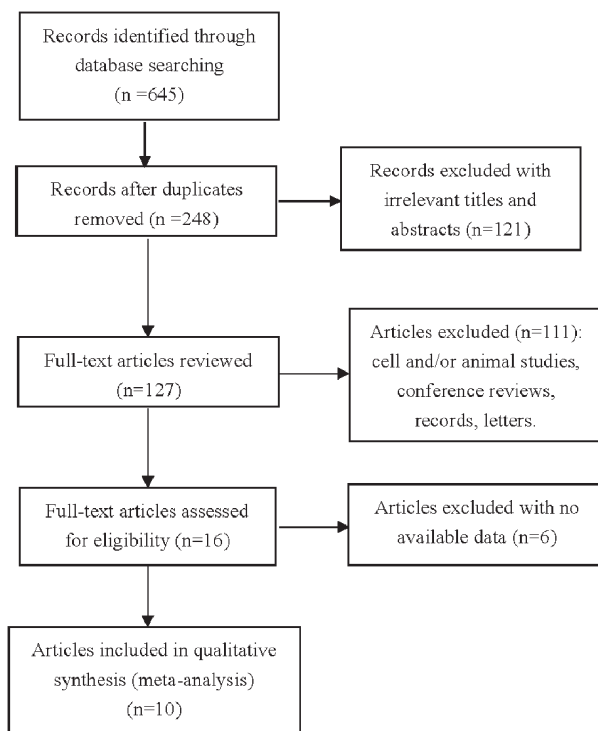 Records identified through
database searching
(n =645)
Records after duplicates
removed (n =248)
Records excluded with
irrelevant titles and
abstracts (n=121)
Full-text articles reviewed
(n=127)
Articles excluded (n=111):
cell and/or animal studies,
conference reviews,
records, letters.
Full-text articles assessed
for eligibility (n=16)
Articles excluded with no
available data (n=6)
Articles included in qualitative
synthesis (meta-analysis)
(n=10)